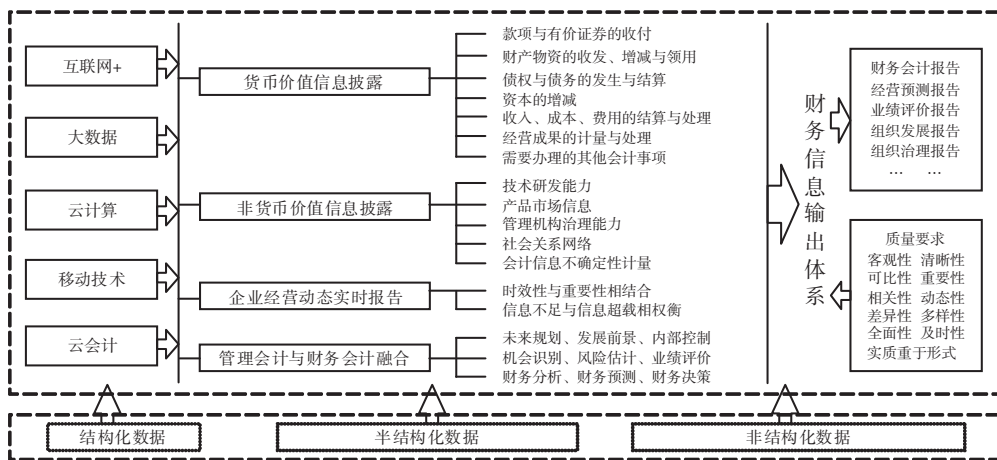 互联网+
大数据
云计算
移动技术
云会计
货币价值信息披露
款项与有价证券的收付
财产物资的收发、增减与领用
债权与债务的发生与结算
资本的增减
收入、成本、费用的结算与处理
经营成果的计量与处理
需要办理的其他会计事项
非货币价值信息披露
技术研发能力
产品市场信息
管理机构治理能力
社会关系网络
会计信息不确定性计量
企业经营动态实时报告
时效性与重要性相结合
信息不足与信息超载相权衡
管理会计与财务会计融合
未来规划、发展前景、内部控制
机会识别、风险估计、业绩评价
财务分析、财务预测、财务决策
财务信息输出体系
财务会计报告
经营预测报告
业绩评价报告
组织发展报告
组织治理报告
… …
质量要求
客观性 清晰性
可比性 重要性
相关性 动态性
差异性 多样性
全面性 及时性
实质重于形式
结构化数据
半结构化数据
非结构化数据